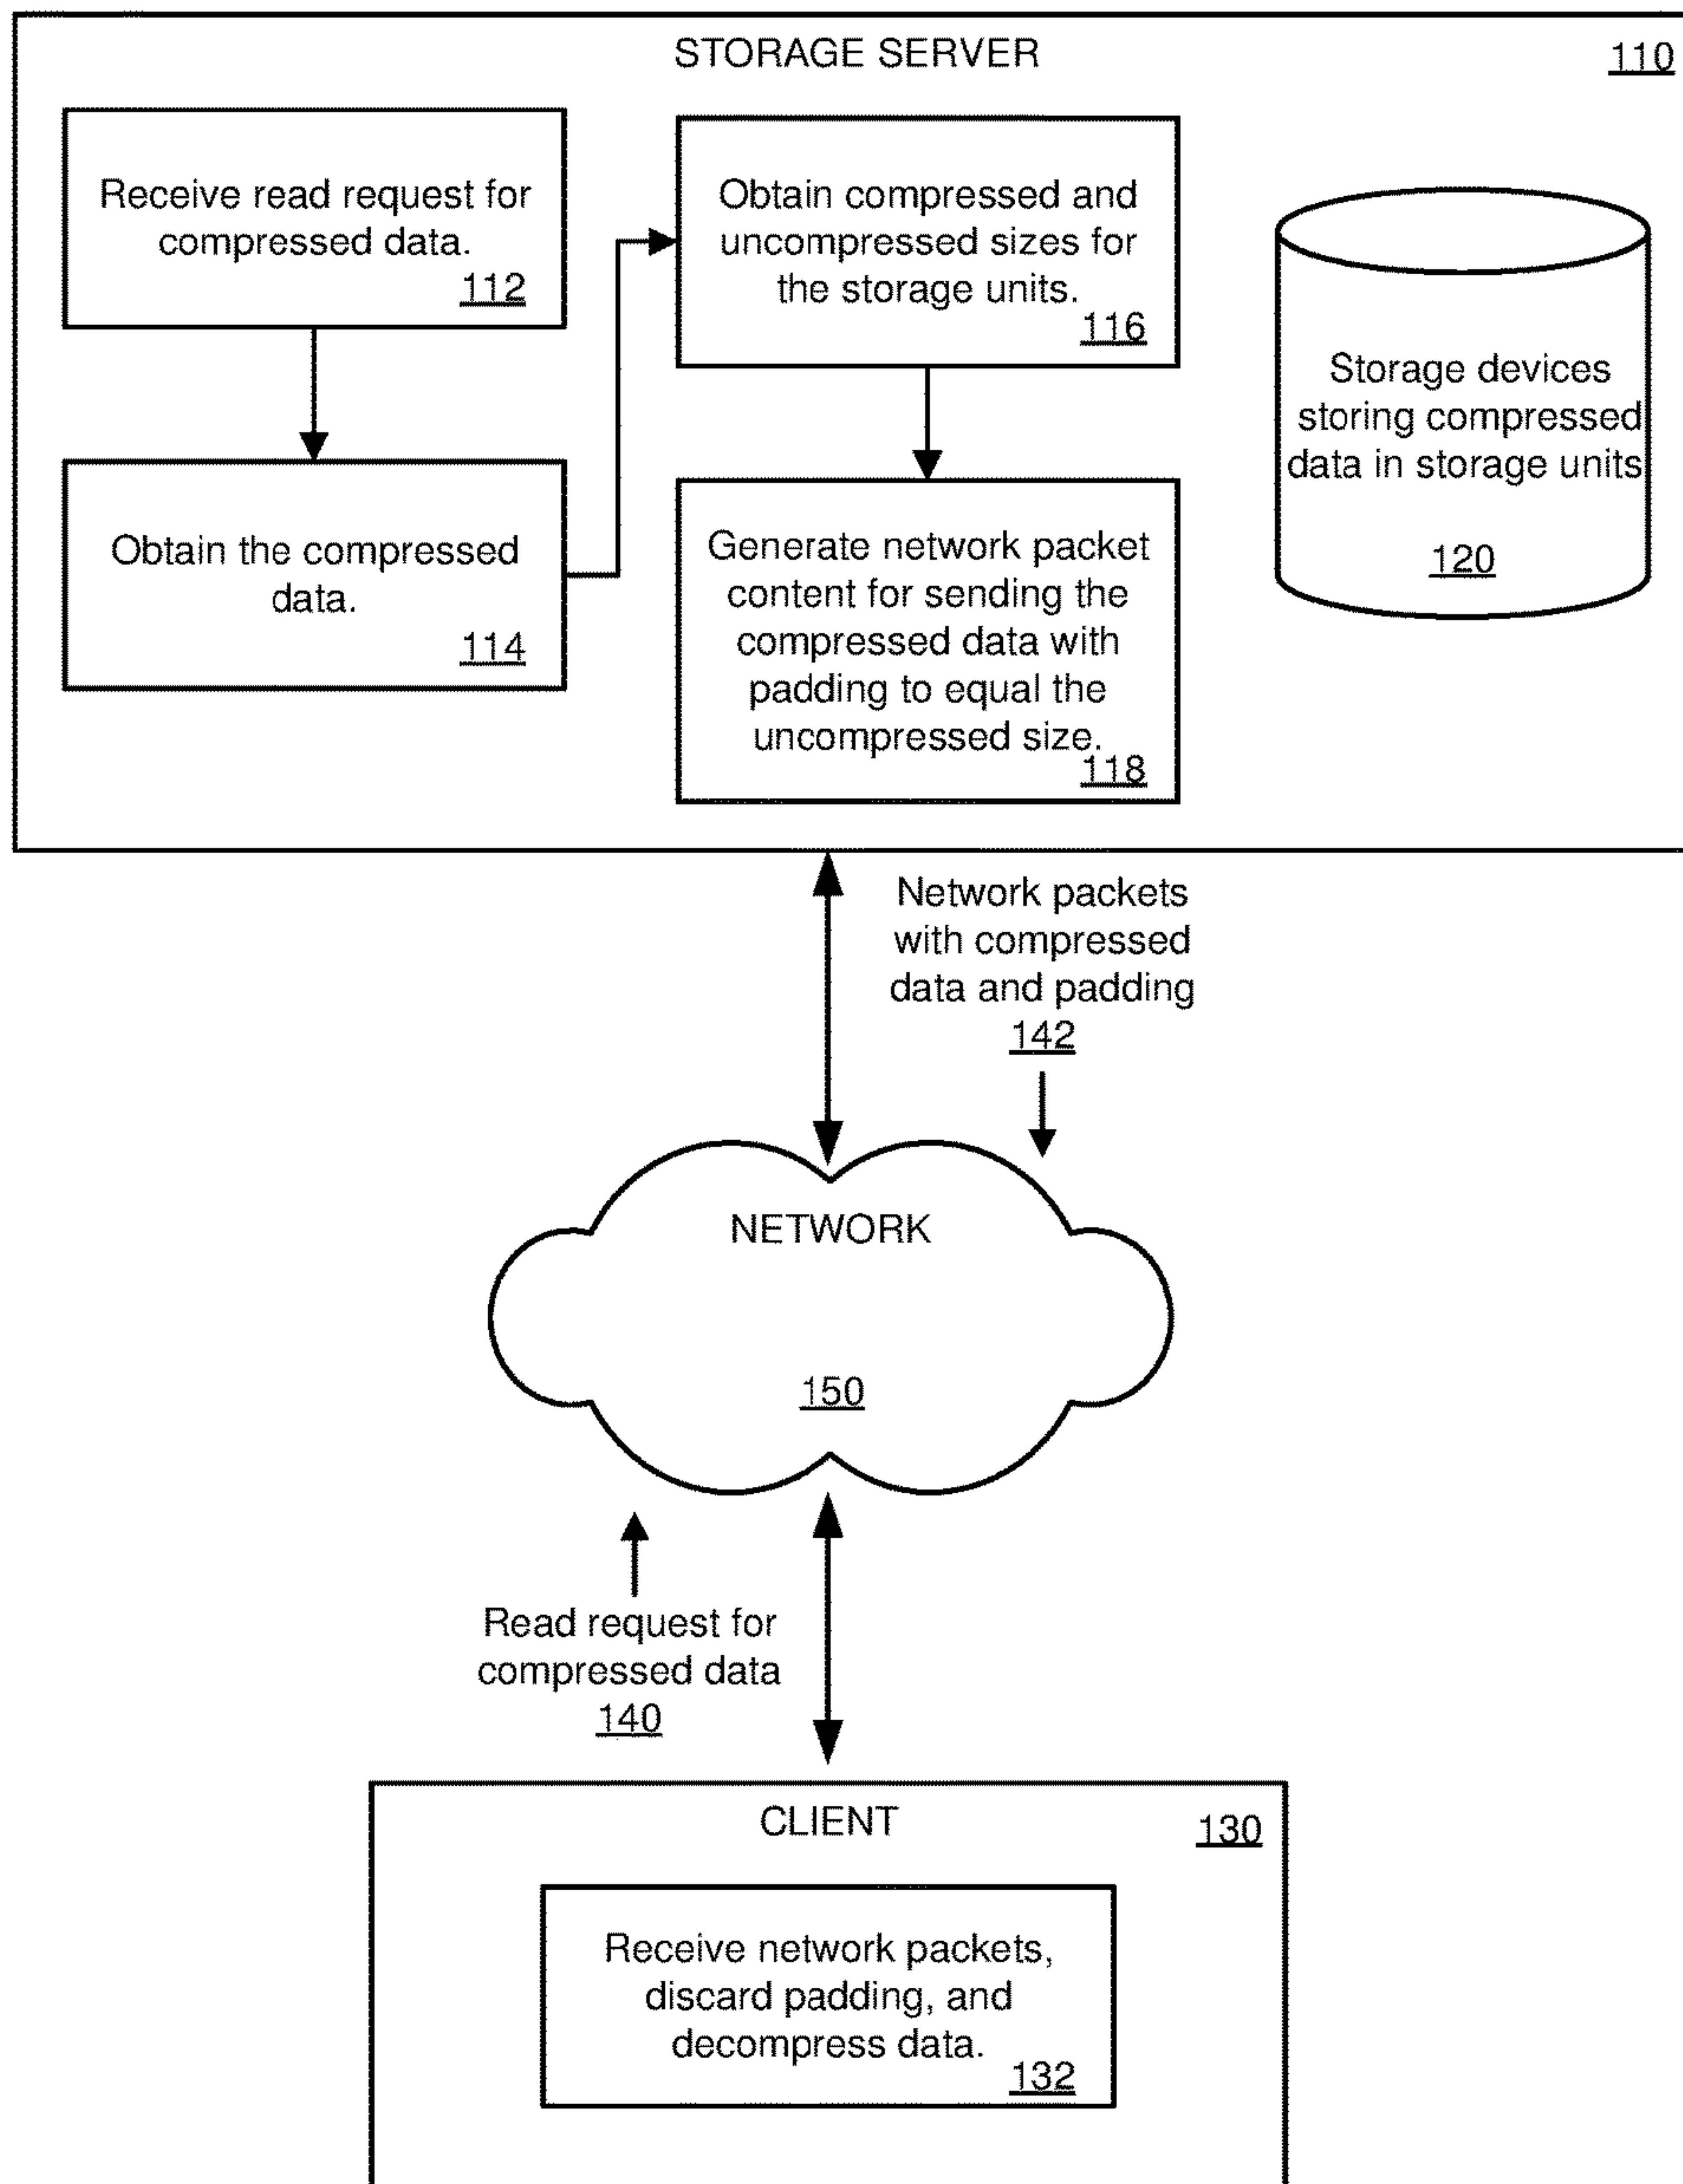 STORAGE SERVER
110
Receive read request for
compressed data.
112
Obtain the compressed
data.
114
Obtain compressed and
uncompressed sizes for
the storage units.
116
Generate network packet
content for sending the
compressed data with
padding to equal the
uncompressed size.
118
Storage devices
storing compressed
data in storage units
120
Network packets
with compressed
data and padding
142
NETWORK
150
Read request for
compressed data
140
CLIENT
130
Receive network packets,
discard padding, and
decompress data.
132